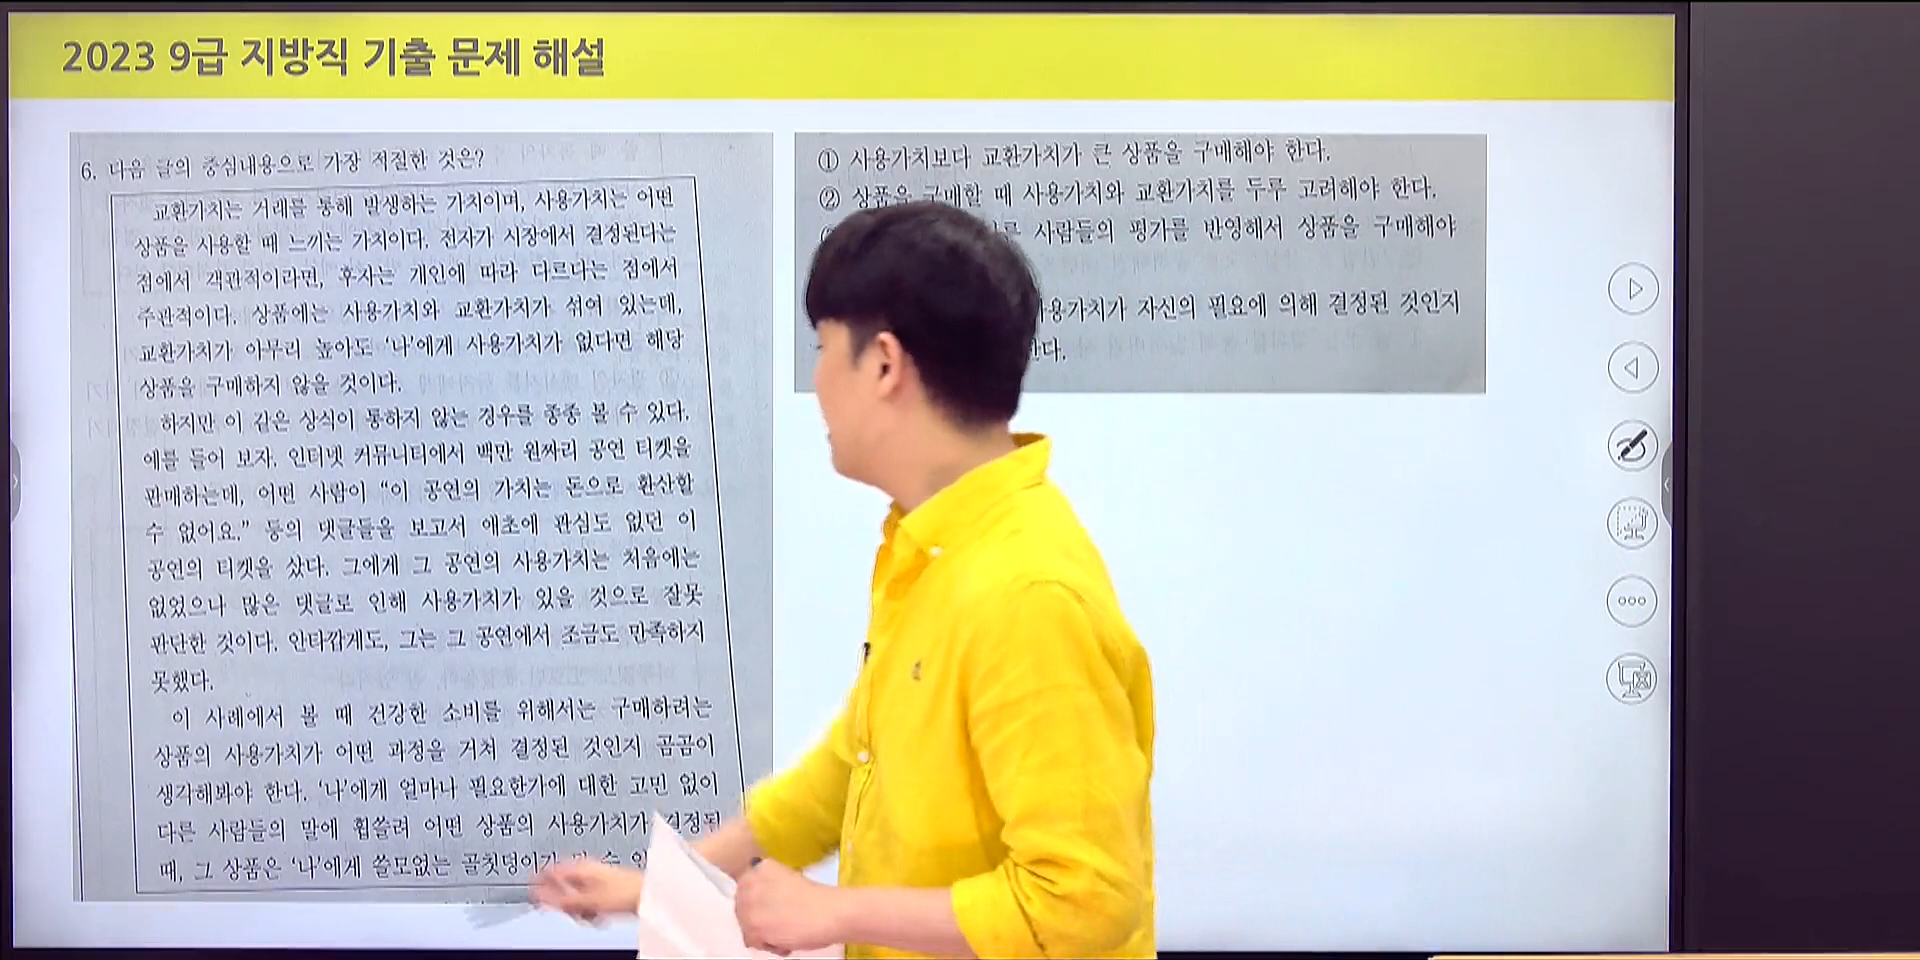 2023 9급 지방직 기출 문제 해설
6. 다음 글의 중심내용으로 가장 적절한 것은?
교환가치는 거래를 통해 발생하는 가치이며, 사용가치는 어떤
상품을 사용할 때 느끼는 가치이다. 전자가 시장에서 결정된다는
점에서 객관적이라면, 후자는 개인에 따라 다르다는 점에서
주관적이다. 상품에는 사용가치와 교환가치가 섞여 있는데,
교환가치가 아무리 높아도 ‘나’에게 사용가치가 없다면 해당
상품을 구매하지 않을 것이다.
하지만 이 같은 상식이 통하지 않는 경우를 종종 볼 수 있다.
예를 들어 보자. 인터넷 커뮤니티에서 백만 원짜리 공연 티켓을
판매하는데, 어떤 사람이 “이 공연의 가치는 돈으로 환산할
수 없어요.” 등의 댓글들을 보고서 애초에 관심도 없던 이
공연의 티켓을 샀다. 그에게 그 공연의 사용가치는 처음에는
없었으나 많은 댓글로 인해 사용가치가 있을 것으로 잘못
판단한 것이다. 안타깝게도, 그는 그 공연에서 조금도 만족하지
못했다.
이 사례에서 볼 때 건강한 소비를 위해서는 구매하려는
상품의 사용가치가 어떤 과정을 거쳐 결정된 것인지 곰곰이
생각해봐야 한다. ‘나’에게 얼마나 필요한가에 대한 고민 없이
다른 사람들의 말에 휩쓸려 어떤 상품의 사용가치가 결정될
때, 그 상품은 ‘나’에게 쓸모없는 골칫덩이가 수
① 사용가치보다 교환가치가 큰 상품을 구매해야 한다.
② 상품을 구매할 때 사용가치와 교환가치를 두루 고려해야 한다.
사람들의 평가를 반영해서 상품을 구매해야
사용가치가 자신의 필요에 의해 결정된 것인지
한다.